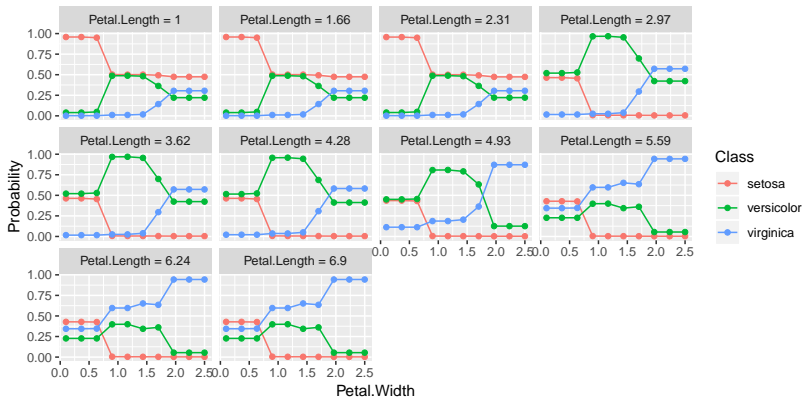 Petal.Length = 1
Petal.Length = 1.66
Petal.Length = 2.31
Petal.Length = 2.97
1.00
0.75
0.50
0.25
0.00
Petal.Length = 3.62
Petal.Length = 4.28
Petal.Length = 4.93
Petal.Length = 5.59
1.00
0.75
0.50
0.25
0.00
0.0 0.5 1.0 1.5 2.0 2.5
0.0 0.5 1.0 1.5 2.0 2.5
Petal.Length = 6.24
Petal.Length = 6.9
1.00
0.75
0.50
0.25
0.00
0.0 0.5 1.0 1.5 2.0 2.5
0.0 0.5 1.0 1.5 2.0 2.5
Petal.Width
Probability
Class
setosa
versicolor
virginica